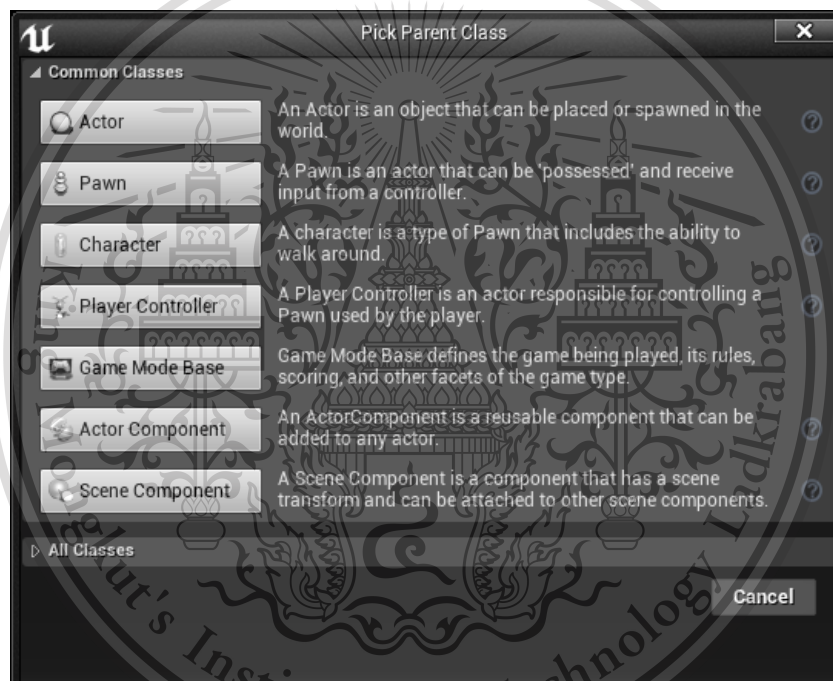 Pick Parent Class
Common Classes
Actor
An Actor is an object that can be placed or spawned in the
world.
Pawn
A Pawn is an actor that can be 'possessed' and receive
input from a controller.
Character
A character is a type of Pawn that includes the ability to
walk around.
Player Controller
A Player Controller is an actor responsible for controlling a
Pawn used by the player.
Game Mode Base
Game Mode Base defines the game being played, its rules,
scoring, and other facets of the game type.
Actor Component
An ActorComponent is a reusable component that can be
added to any actor.
Scene Component
A Scene Component is a component that has a scene
transform and can be attached to other scene components.
All Classes
Cancel
Ladkrabang